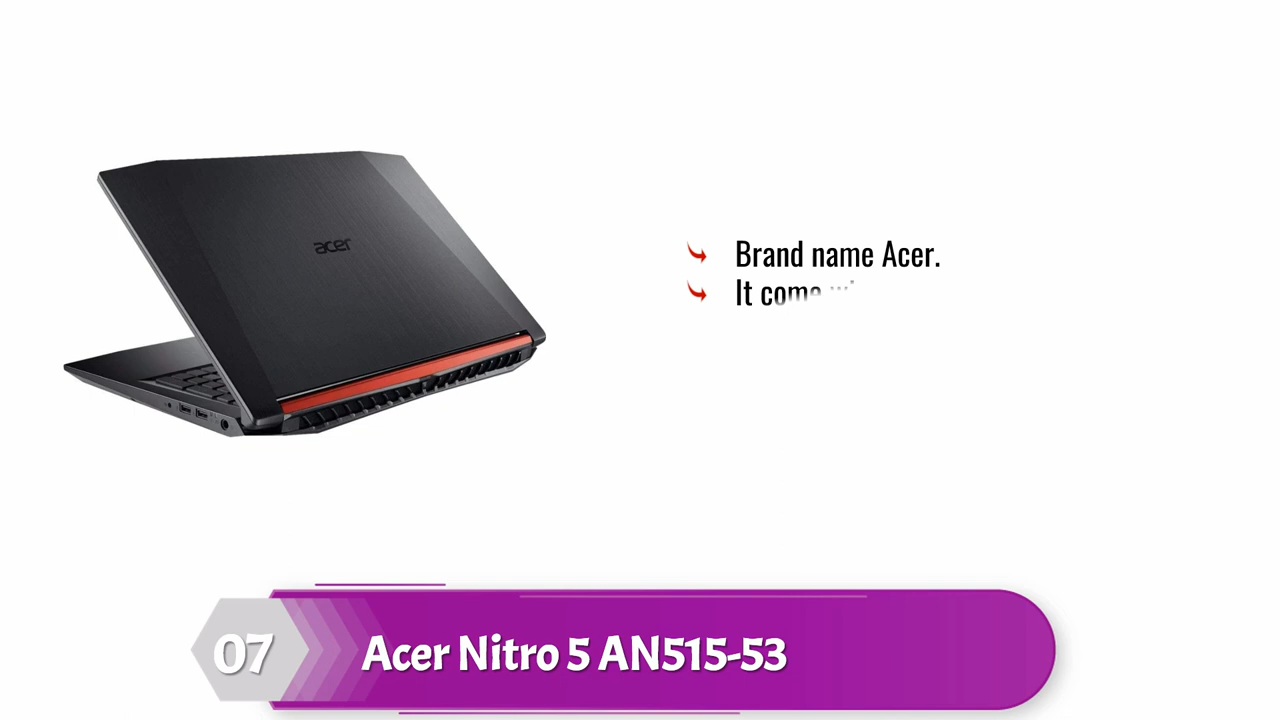 acer
Brand name Acer.
It come
07
Acer Nitro 5 AN515-53